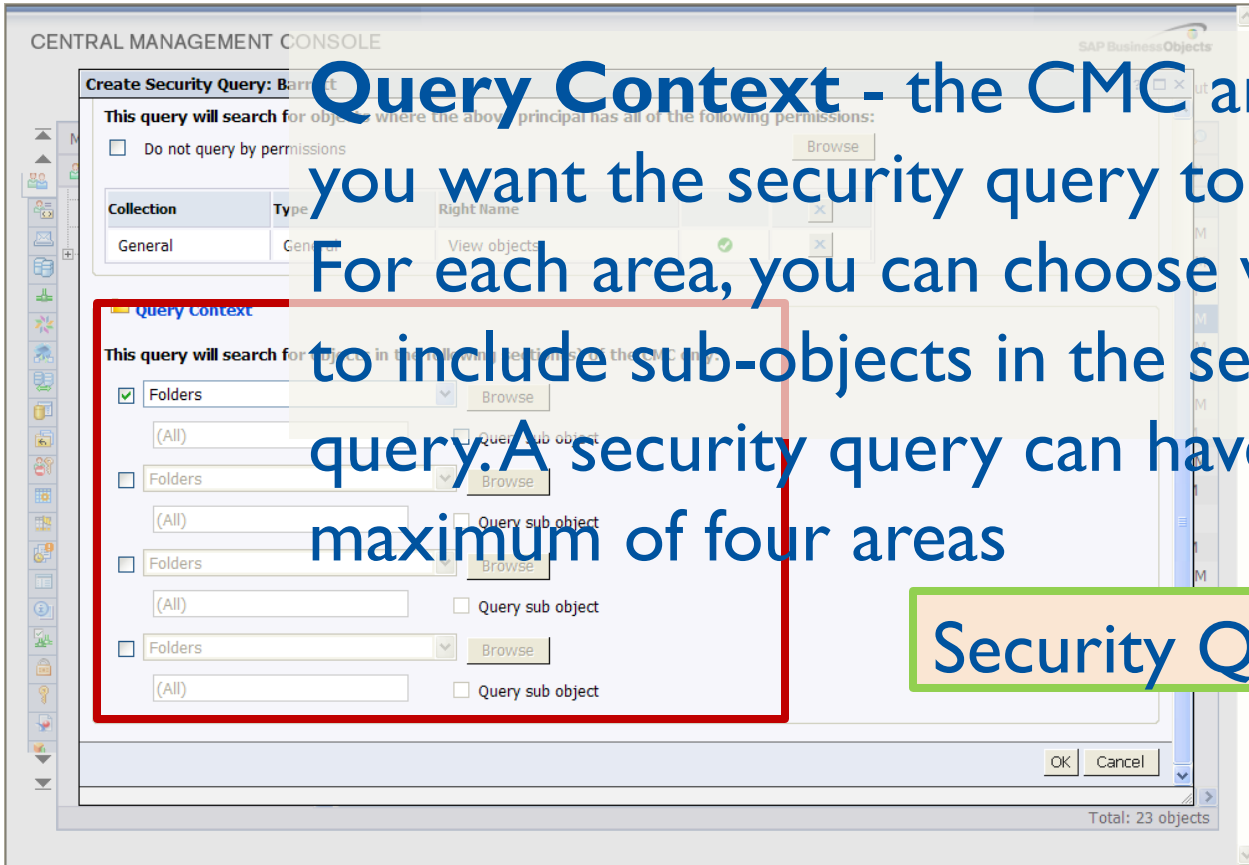 CENTRAL MANAGEMENT CONSOLE
SAP BusinessObjects
Create Security Query: Barrett
Query Context - the CMC
This query will search for objects where the above principal has all of the following permissions:
Do not query by permissions
Browse
you want the security query to
Collection Type Right Name
General General View objects
For each area, you can choose
Query Context
This query will search for objects in the following section(s) of the CMC only:
to include sub-objects in the
Folders
Browse
(All)
Query sub object
query. A security query can
Folders
Browse
(All)
Query sub object
maximum of four areas
Folders
Browse
(All)
Query sub object
Security
Folders
Browse
(All)
Query sub object
OK Cancel
Total: 23 objects